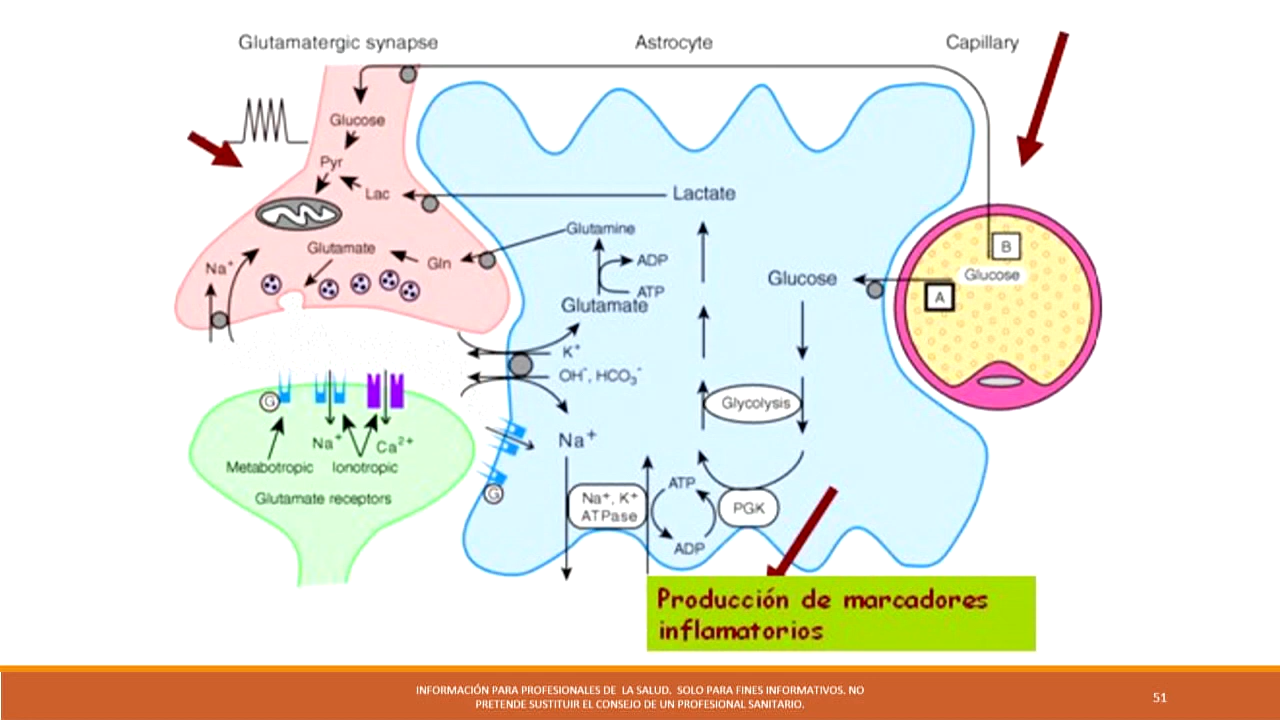 Glutamatergic synapse
Astrocyte
Capillary
Glucose
Pyr
Lac
Lactate
Glutamine
Glutamate
Gln
ADP
ATP
Glutamate
Na⁺
Glucose
B
Glucose
A
K⁺
OH⁻, HCO₃⁻
Glycolysis
G
Na⁺
Na⁺
Ca²⁺
Metabotropic
Ionotropic
Glutamate receptors
G
Na⁺, K⁺
ATPase
ATP
ADP
PGK
Producción de marcadores
inflamatorios
INFORMACIÓN PARA PROFESIONALES DE LA SALUD. SOLO PARA FINES INFORMATIVOS. NO
PRETENDE SUSTITUIR EL CONSEJO DE UN PROFESIONAL SANITARIO.
51